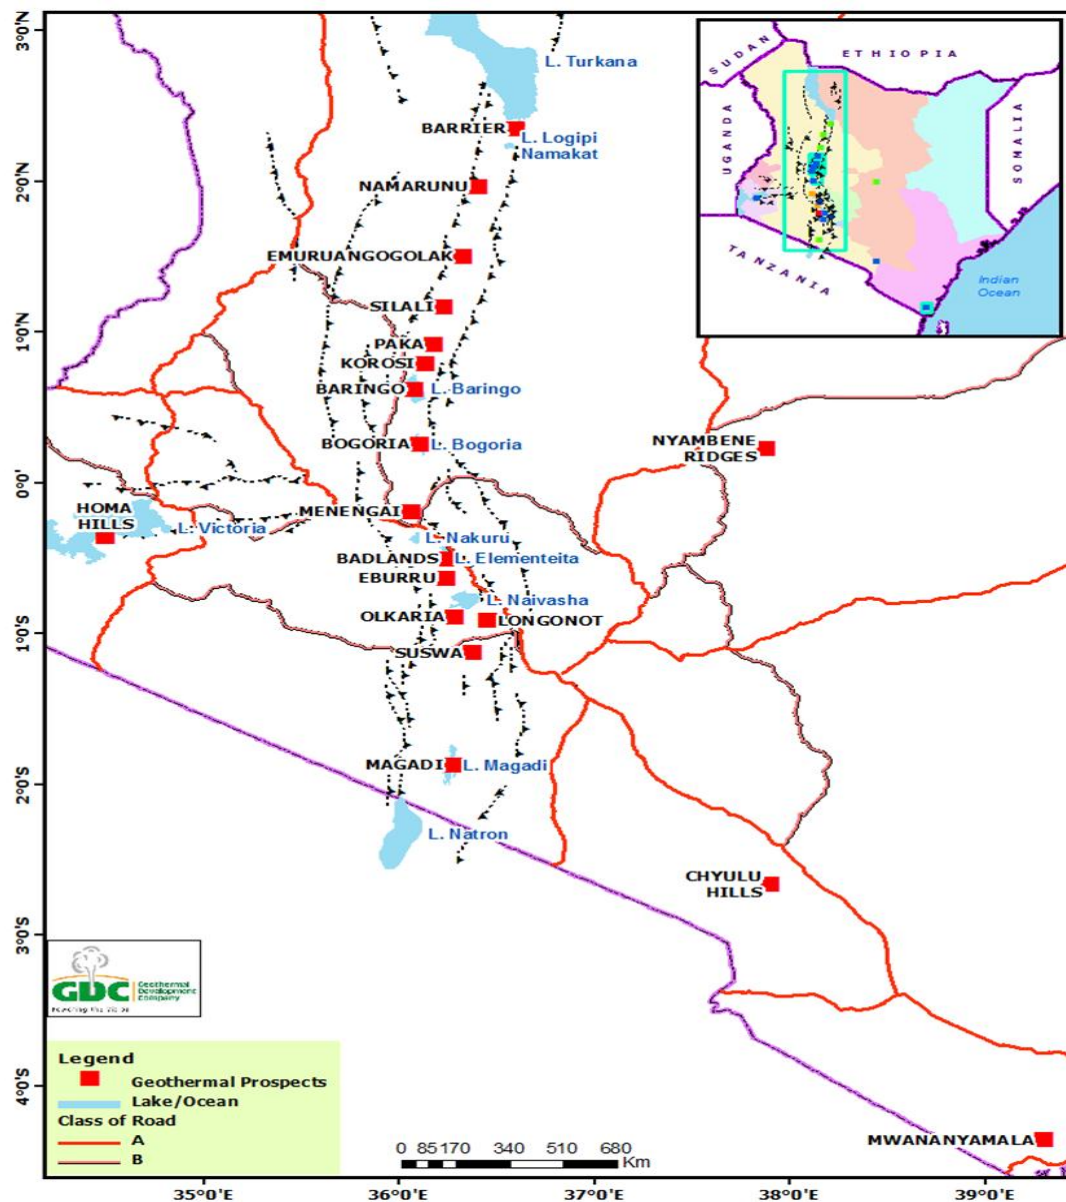 3°0'N
2°0'N
1°0'N
0°0'
1°0'S
2°0'S
3°0'S
4°0'S
L. Turkana
BARRIER
L. Logipi
Namakat
NAMARUNU
EMURUANGOGOLAK
SILALI
PAKA
KOROSI
BARINGO
L. Baringo
BOGORIA
L. Bogoria
NYAMBENE
RIDGES
HOMA
HILLS
L. Victoria
MENENGAI
L. Nakuru
BADLANDS
L. Elementeita
EBURRU
L. Naivasha
OLKARIA
LONGONOT
SUSWA
MAGADI
L. Magadi
L. Natron
CHYULU
HILLS
MWANANYAMALA
SUDAN
ETHIOPIA
UGANDA
SOMALIA
TANZANIA
Indian
Ocean
GDC
Geothermal
Development
Company
Legend
Geothermal Prospects
Lake/Ocean
Class of Road
A
B
0 85 170 340 510 680
Km
35°0'E
36°0'E
37°0'E
38°0'E
39°0'E